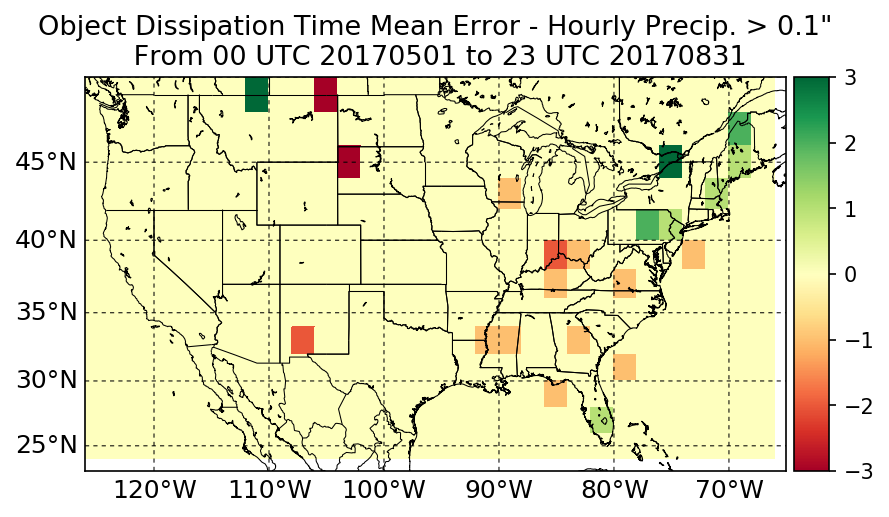 Object Dissipation Time Mean Error - Hourly Precip. > 0.1"
From 00 UTC 20170501 to 23 UTC 20170831
45°N
40°N
35°N
30°N
25°N
120°W 110°W 100°W 90°W 80°W 70°W
3
2
1
0
−1
−2
−3